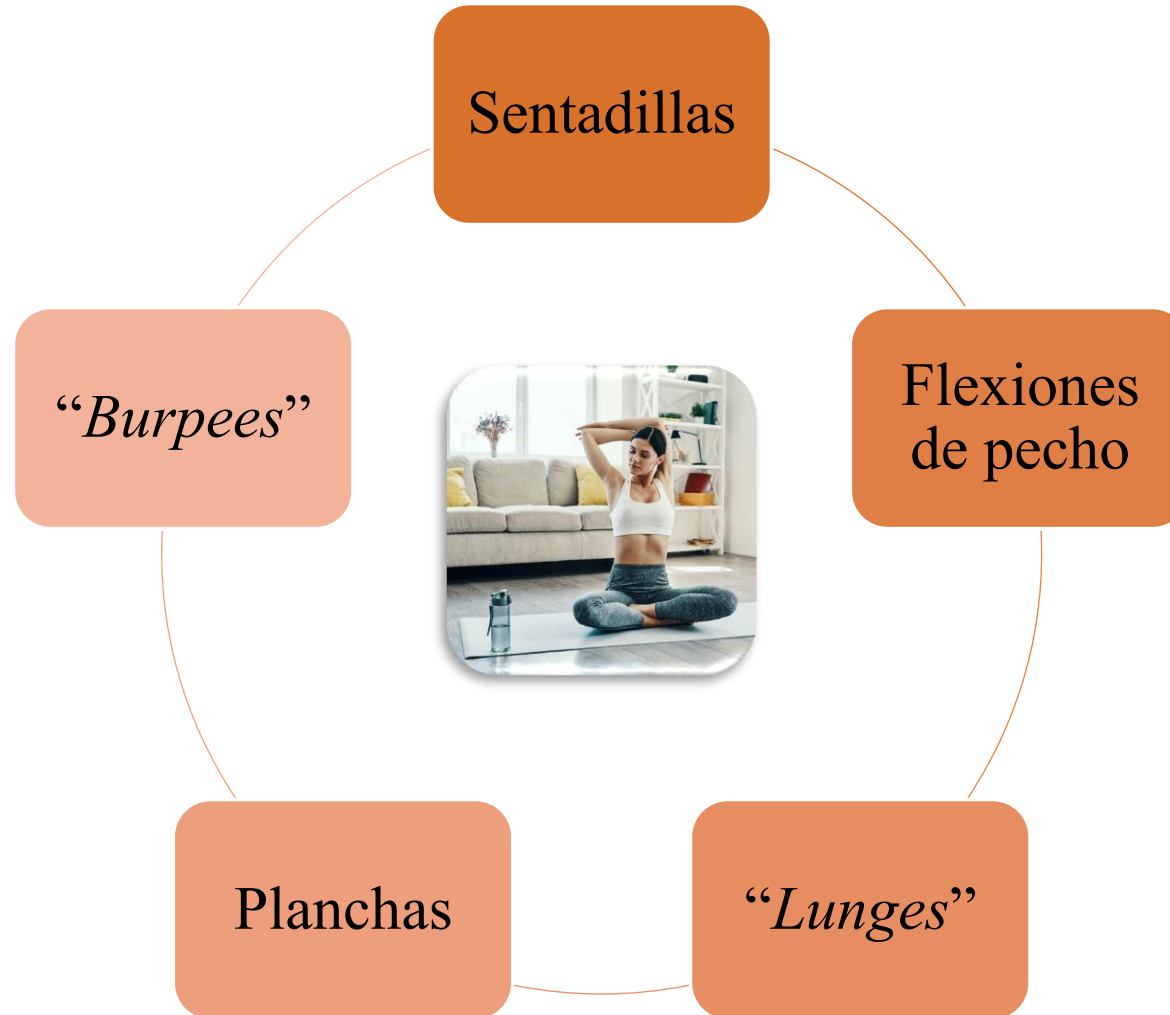 Sentadillas
Flexiones
de pecho
“Lunges”
Planchas
“Burpees”